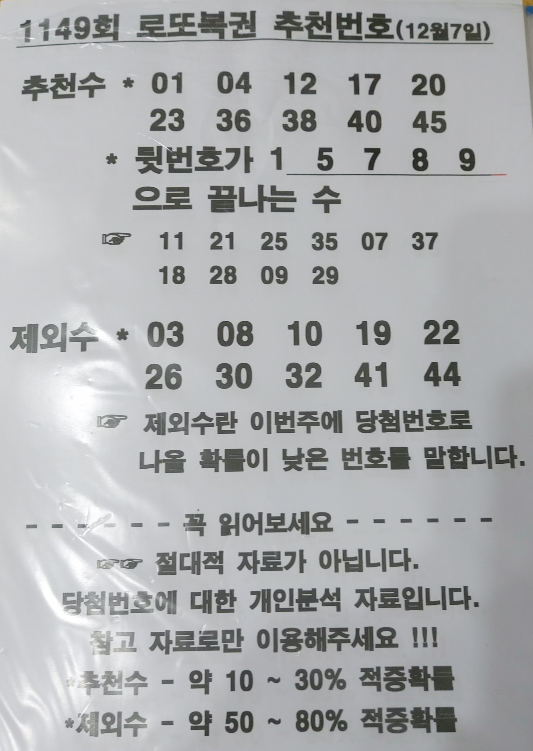 1149회 로또복권 추천번호(12월7일)
추천수 * 01 04 12 17 20
23 36 38 40 45
* 뒷번호가 1 5 7 8 9
으로 끝나는 수
☞ 11 21 25 35 07 37
18 28 09 29
제외수 * 03 08 10 19 22
26 30 32 41 44
☞ 제외수란 이번주에 당첨번호로
나올 확률이 낮은 번호를 말합니다.
- - - - - - 꼭 읽어보세요 - - - - - -
☞☞ 절대적 자료가 아닙니다.
당첨번호에 대한 개인분석 자료입니다.
참고 자료로만 이용해주세요 !!!
*추천수 - 약 10 ~ 30% 적중확률
*제외수 - 약 50 ~ 80% 적중확률